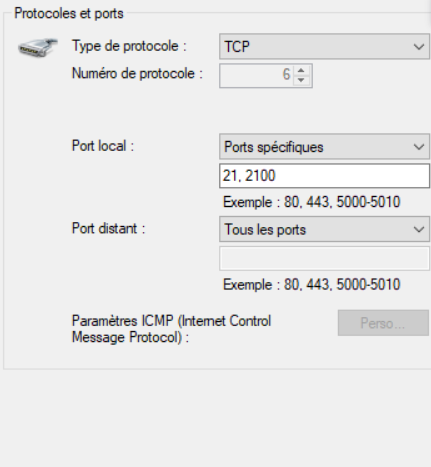 Protocoles et ports
Type de protocole : TCP
Numéro de protocole : 6
Port local : Ports spécifiques
21, 2100
Exemple : 80, 443, 5000-5010
Port distant : Tous les ports
Exemple : 80, 443, 5000-5010
Paramètres ICMP (Internet Control Perso...
Message Protocol) :